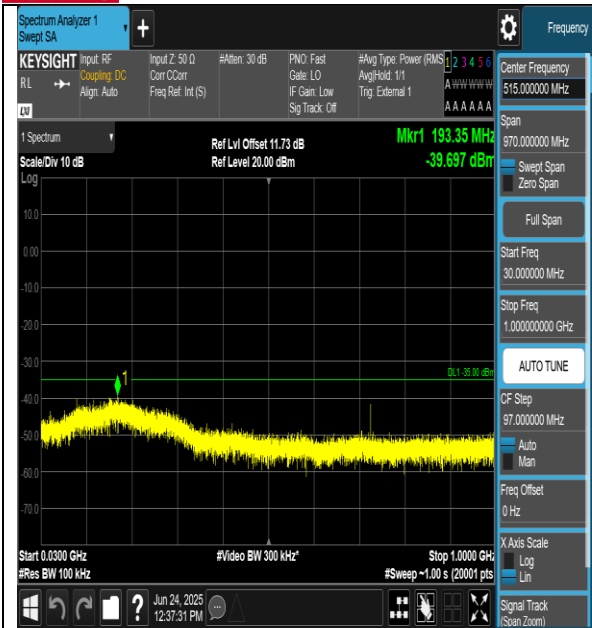 Spectrum Analyzer 1
Swept SA
+
Frequency
KEYSIGHT
RL
LXI
Input: RF
Coupling: DC
Align: Auto
Input Z: 50 Ω
Corr CCorr
Freq Ref: Int (S)
#Atten: 30 dB
PNO: Fast
Gate: LO
IF Gain: Low
Sig Track: Off
#Avg Type: Power (RMS
Avg|Hold: 1/1
Trig: External 1
1 2 3 4 5 6
A W W W W W
A A A A A A
1 Spectrum
Scale/Div 10 dB
Log
Ref Lvl Offset 11.73 dB
Ref Level 20.00 dBm
Mkr1 193.35 MHz
-39.697 dBm
10.0
0.00
-10.0
-20.0
-30.0
-40.0
-50.0
-60.0
-70.0
DL1 -35.00 dBm
1
Start 0.0300 GHz
#Res BW 100 kHz
#Video BW 300 kHz*
Stop 1.0000 GHz
#Sweep ~1.00 s (20001 pts
Center Frequency
515.000000 MHz
Span
970.000000 MHz
Swept Span
Zero Span
Full Span
Start Freq
30.000000 MHz
Stop Freq
1.000000000 GHz
AUTO TUNE
CF Step
97.000000 MHz
Auto
Man
Freq Offset
0 Hz
X Axis Scale
Log
Lin
Signal Track
(Span Zoom)
?
Jun 24, 2025
12:37:31 PM